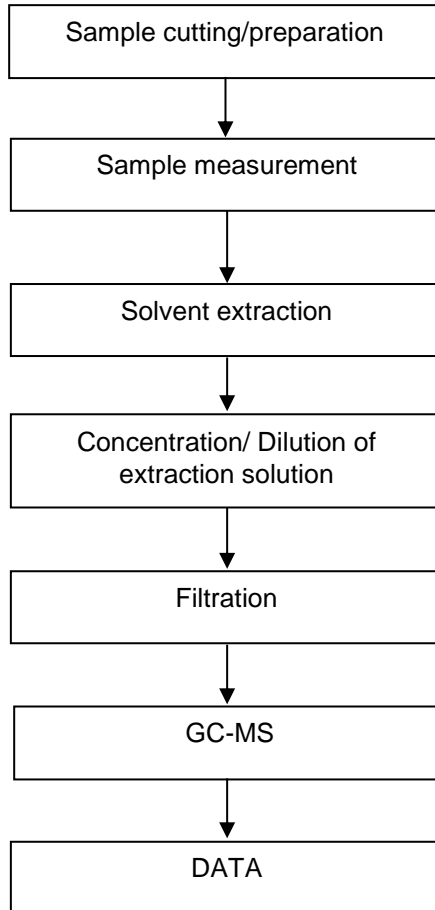 Sample cutting/preparation
Sample measurement
Solvent extraction
Concentration/ Dilution of
extraction solution
Filtration
GC-MS
DATA